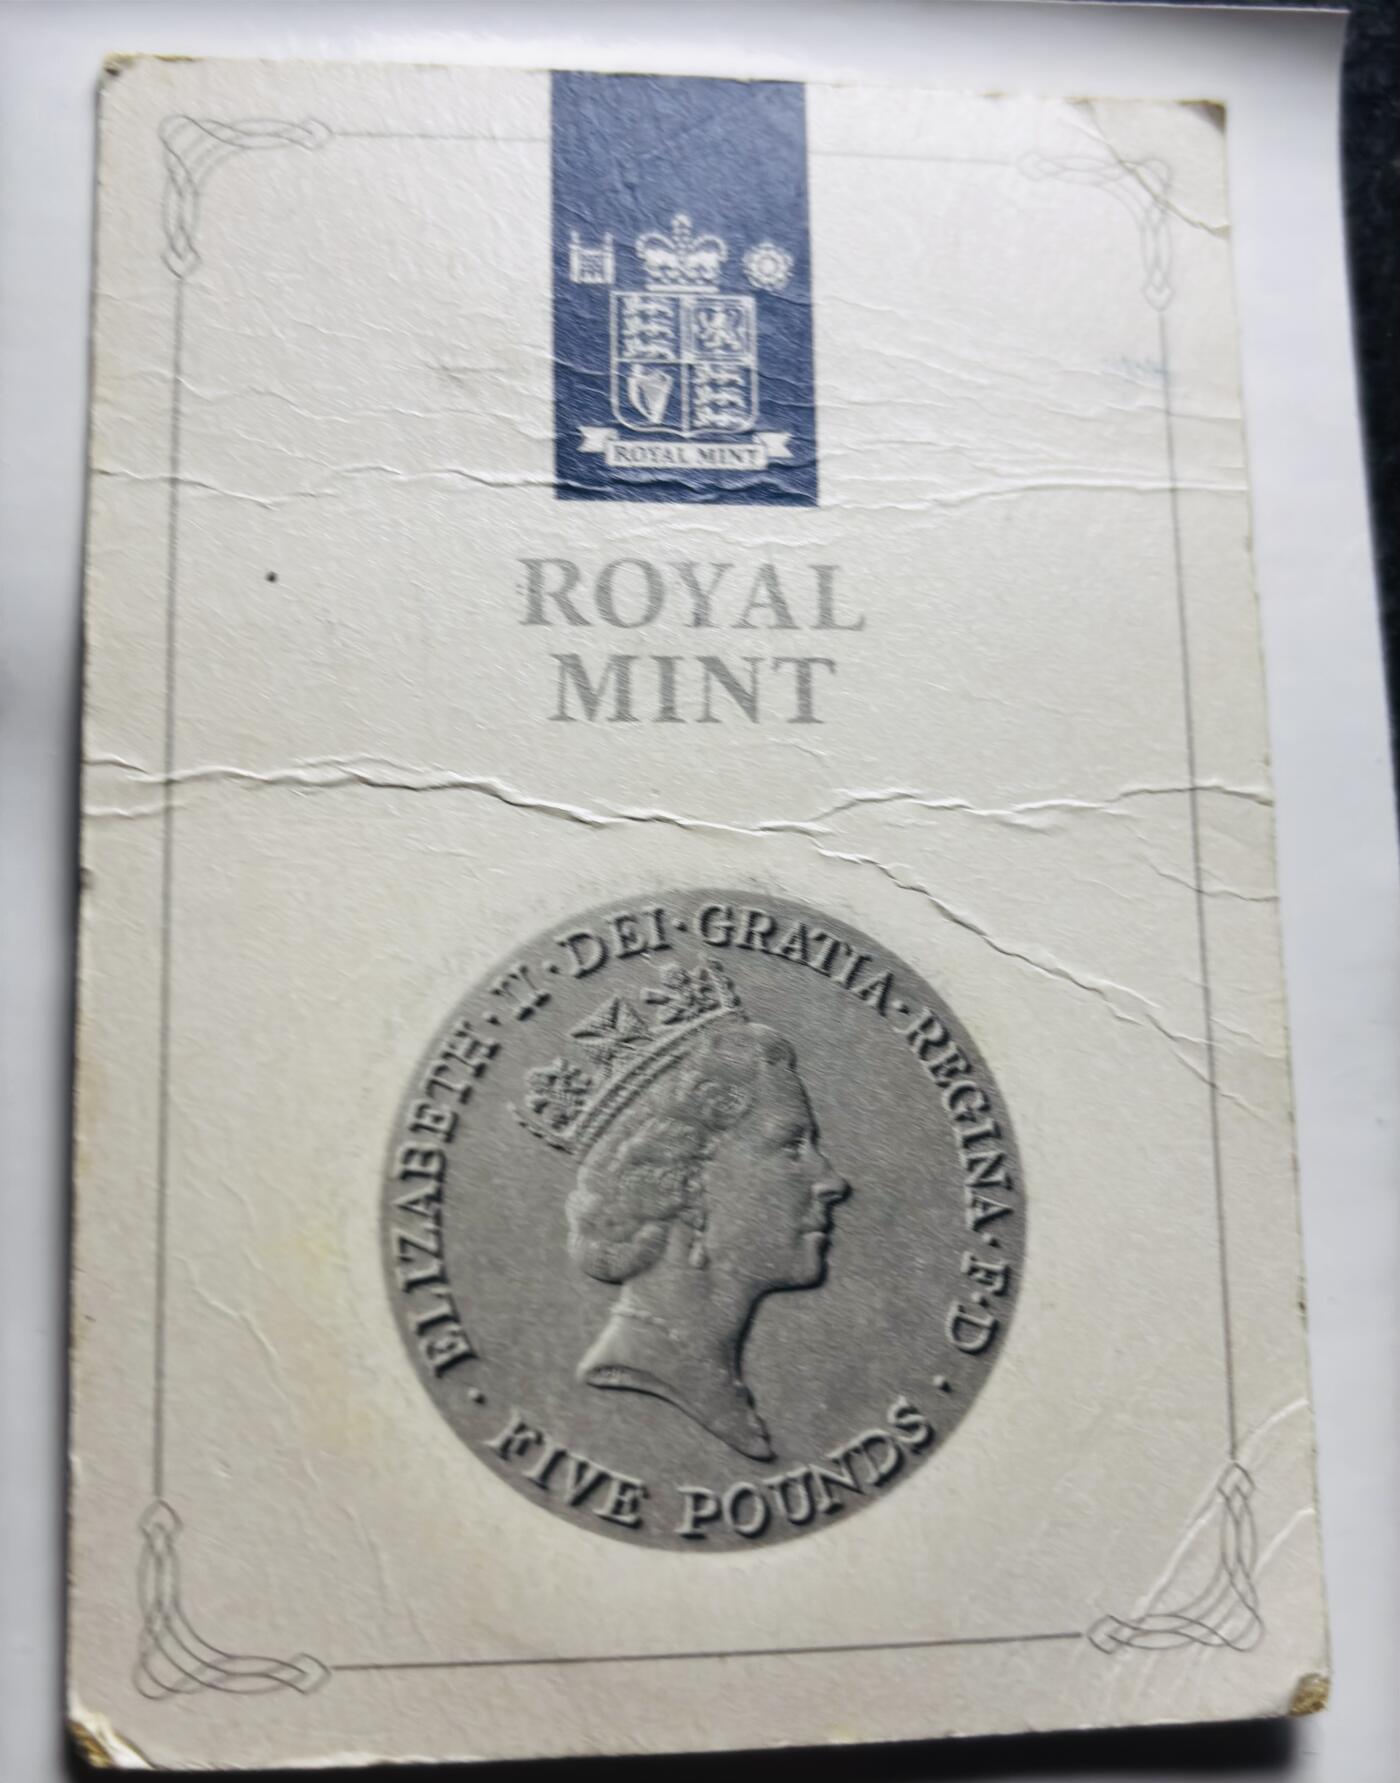 ROYAL MINT
ROYAL
MINT
ELIZABETH · II · DEI · GRATIA · REGINA · F · D ·
FIVE POUNDS ·